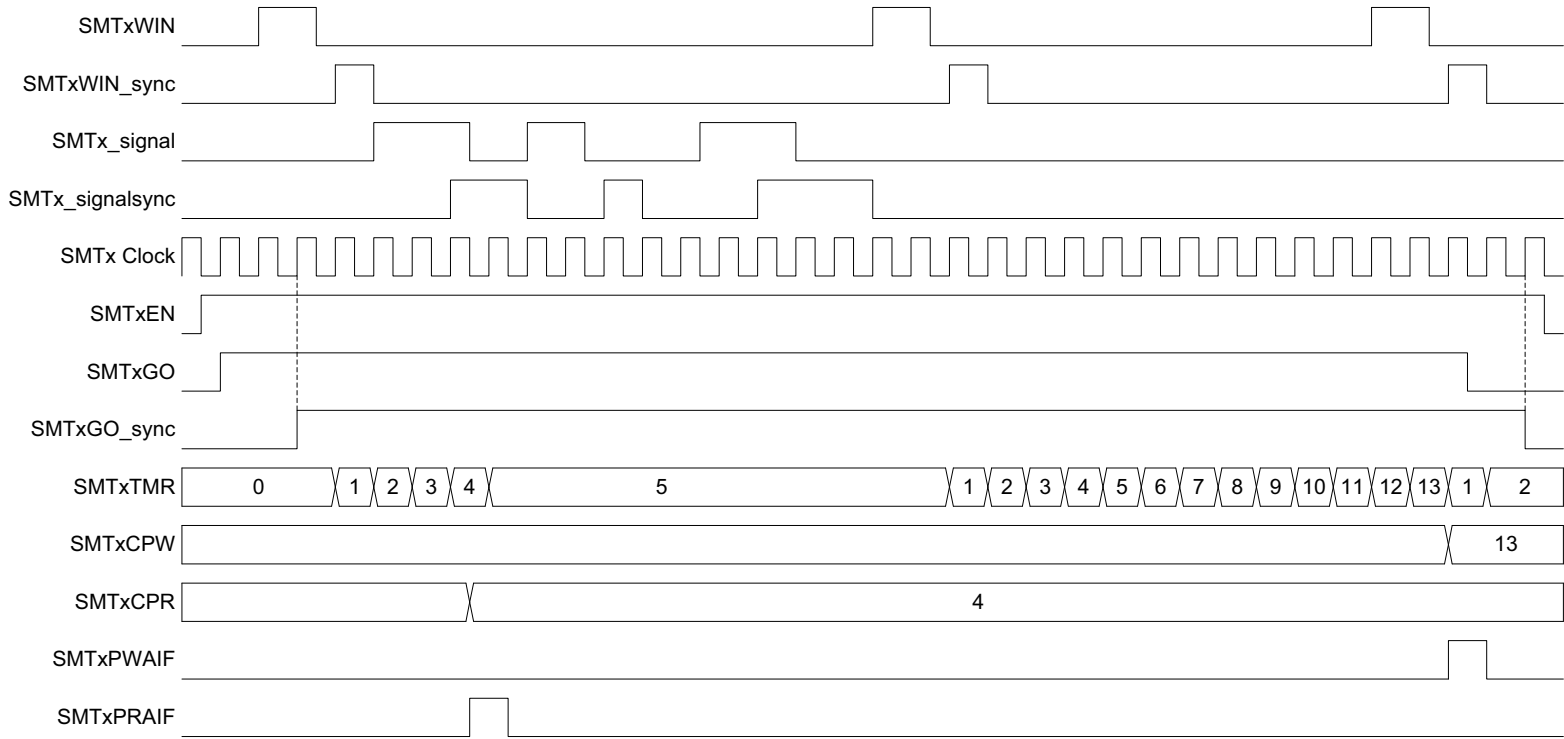 SMTxWIN
SMTxWIN_sync
SMTx_signal
SMTx_signalsync
SMTx Clock
SMTxEN
SMTxGO
SMTxGO_sync
SMTxTMR 0 1 2 3 4 5 1 2 3 4 5 6 7 8 9 10 11 12 13 1 2
SMTxCPW 13
SMTxCPR 4
SMTxPWAIF
SMTxPRAIF